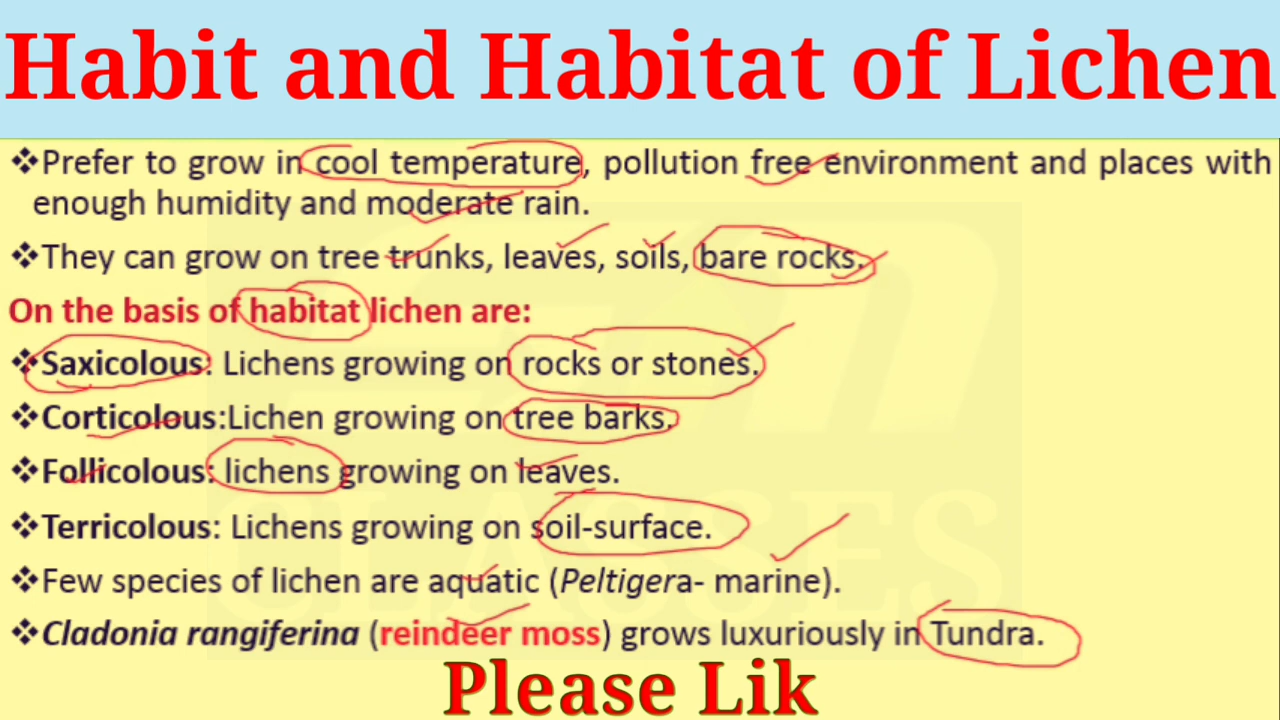 Habit and Habitat of Lichen
❖Prefer to grow in cool temperature, pollution free environment and places with
enough humidity and moderate rain.
❖They can grow on tree trunks, leaves, soils, bare rocks.
On the basis of habitat lichen are:
❖Saxicolous: Lichens growing on rocks or stones.
❖Corticolous:Lichen growing on tree barks.
❖Follicolous: lichens growing on leaves.
❖Terricolous: Lichens growing on soil-surface.
❖Few species of lichen are aquatic (Peltigera- marine).
❖Cladonia rangiferina (reindeer moss) grows luxuriously in Tundra.
CLASSES
Please Lik